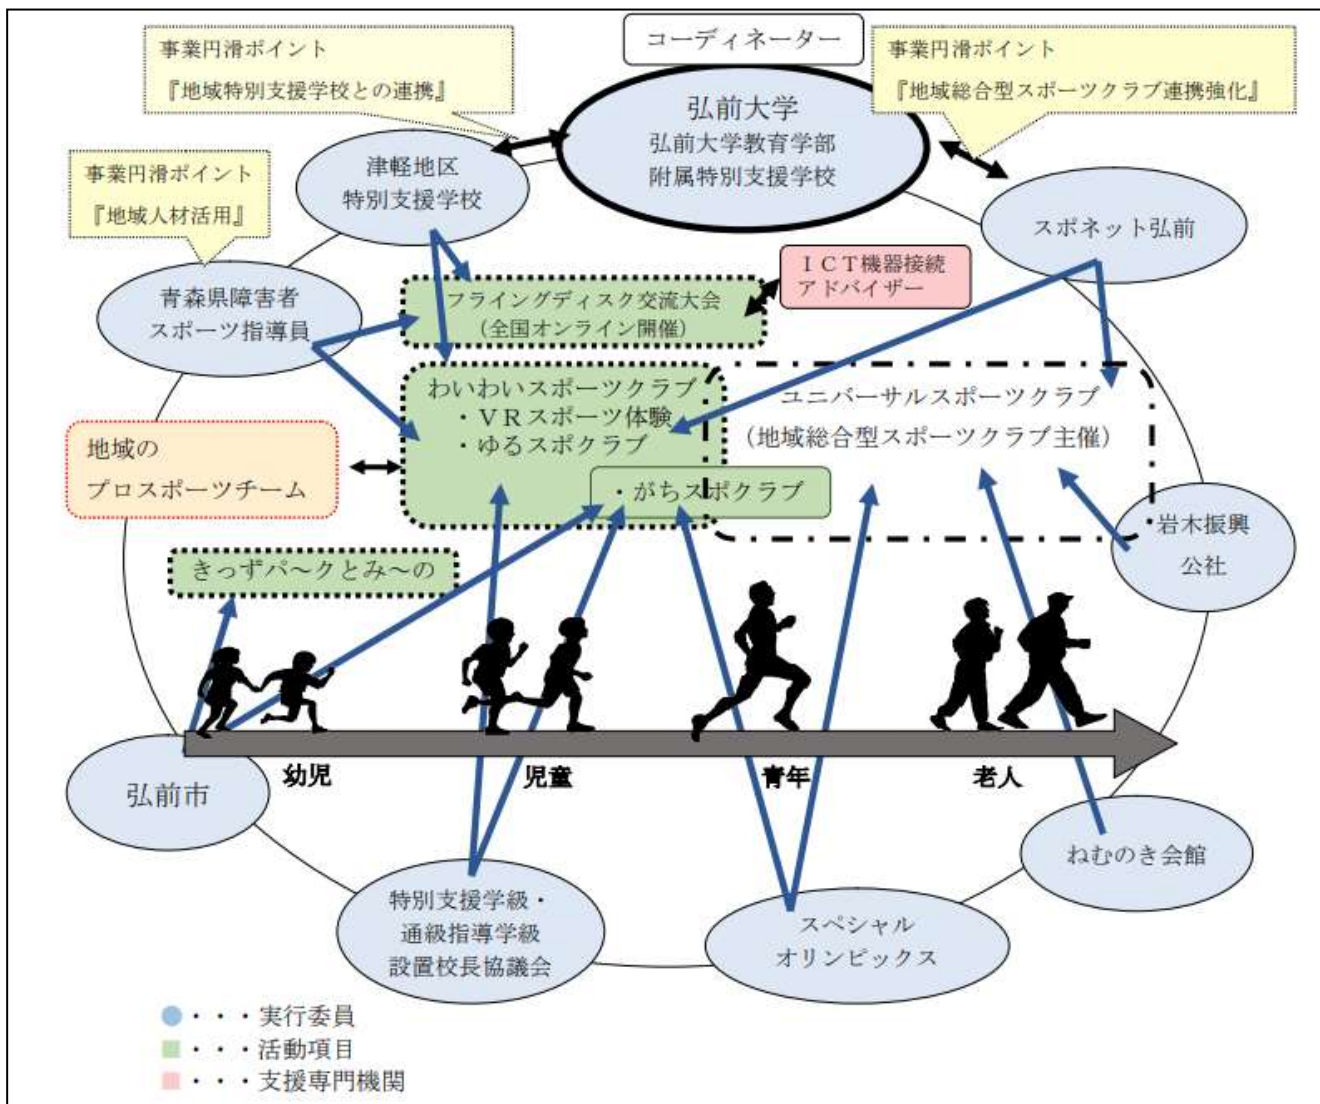 コーディネーター
事業円滑ポイント
『地域特別支援学校との連携』
事業円滑ポイント
『地域総合型スポーツクラブ連携強化』
弘前大学
弘前大学教育学部
附属特別支援学校
津軽地区
特別支援学校
事業円滑ポイント
『地域人材活用』
スポネット弘前
ＩＣＴ機器接続
アドバイザー
青森県障害者
スポーツ指導員
フライングディスク交流大会
（全国オンライン開催）
わいわいスポーツクラブ
・ＶＲスポーツ体験
・ゆるスポクラブ
・がちスポクラブ
ユニバーサルスポーツクラブ
（地域総合型スポーツクラブ主催）
地域の
プロスポーツチーム
岩木振興
公社
きっずパ～クとみ～の
幼児
児童
青年
老人
弘前市
ねむのき会館
特別支援学級・
通級指導学級
設置校長協議会
スペシャル
オリンピックス
・・・実行委員
・・・活動項目
・・・支援専門機関